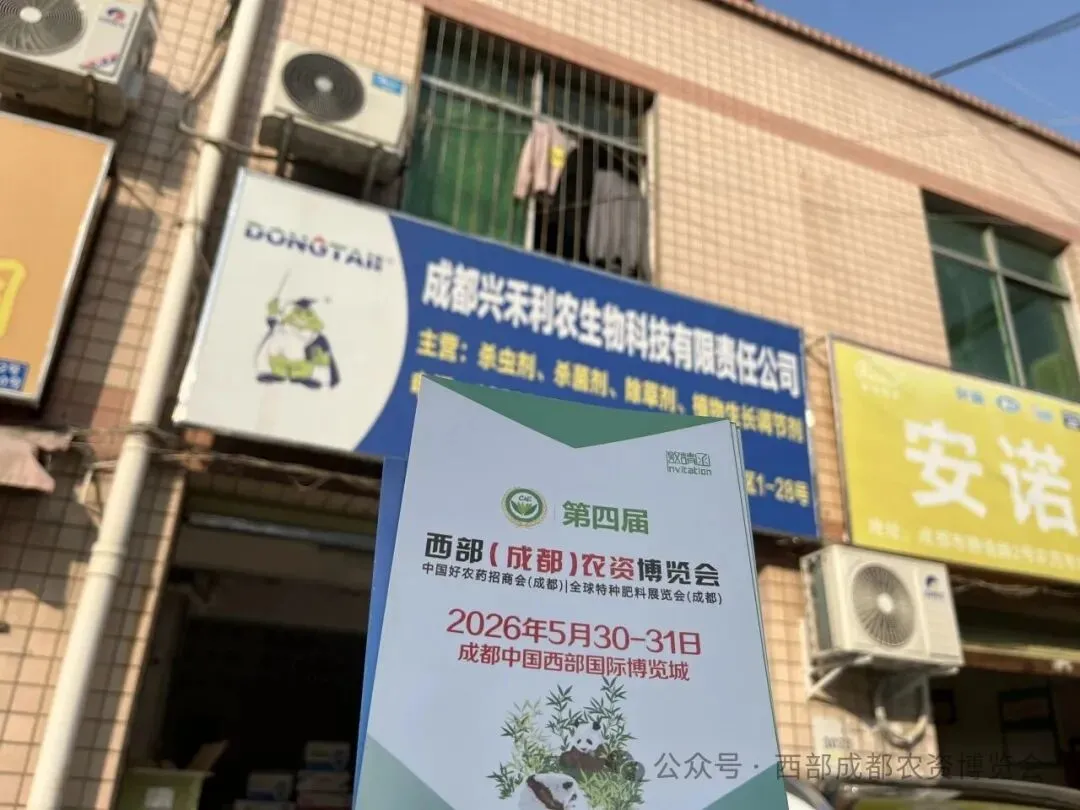 DONGTAI
成都兴禾利农生物科技有限责任公司
主营：杀虫剂、杀菌剂、除草剂、植物生长调节剂
区1-28号
安诺
邀请函
invitation
第四届
西部(成都)农资博览会
中国好农药招商会(成都)|全球特种肥料展览会(成都)
2026年5月30-31日
成都中国西部国际博览城
公众号 · 西部成都农资博览会